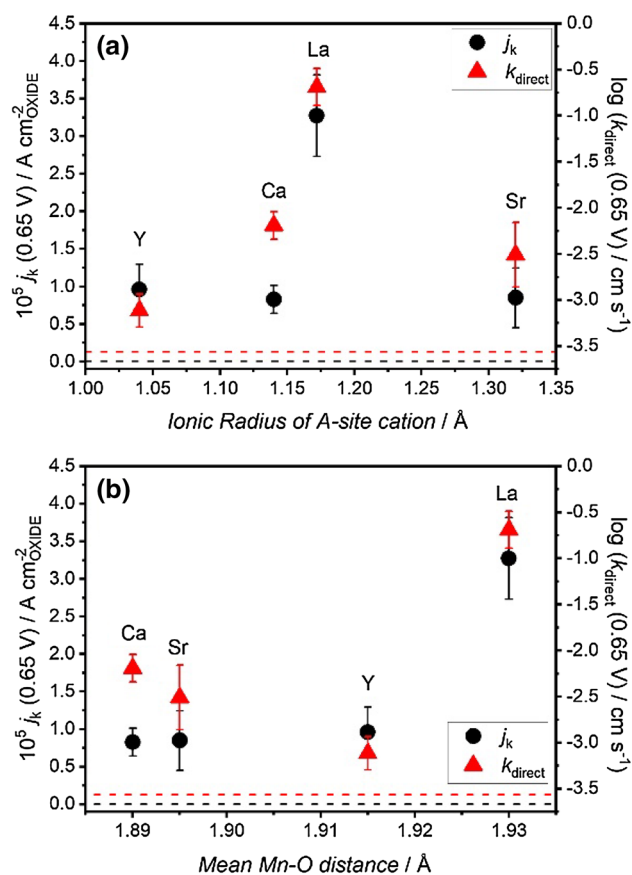 (a)
La
Ca
Sr
Y
jk
kdirect
4.5
4.0
3.5
3.0
2.5
2.0
1.5
1.0
0.5
0.0
10⁵ jk (0.65 V) / A cm⁻²OXIDE
0.0
-0.5
-1.0
-1.5
-2.0
-2.5
-3.0
-3.5
log (kdirect (0.65 V) / cm s⁻¹)
1.00 1.05 1.10 1.15 1.20 1.25 1.30 1.35
Ionic Radius of A-site cation / Å
(b)
La
Ca
Sr
Y
jk
kdirect
4.5
4.0
3.5
3.0
2.5
2.0
1.5
1.0
0.5
0.0
10⁵ jk (0.65 V) / A cm⁻²OXIDE
0.0
-0.5
-1.0
-1.5
-2.0
-2.5
-3.0
-3.5
log (kdirect (0.65 V) / cm s⁻¹)
1.89 1.90 1.91 1.92 1.93
Mean Mn-O distance / Å